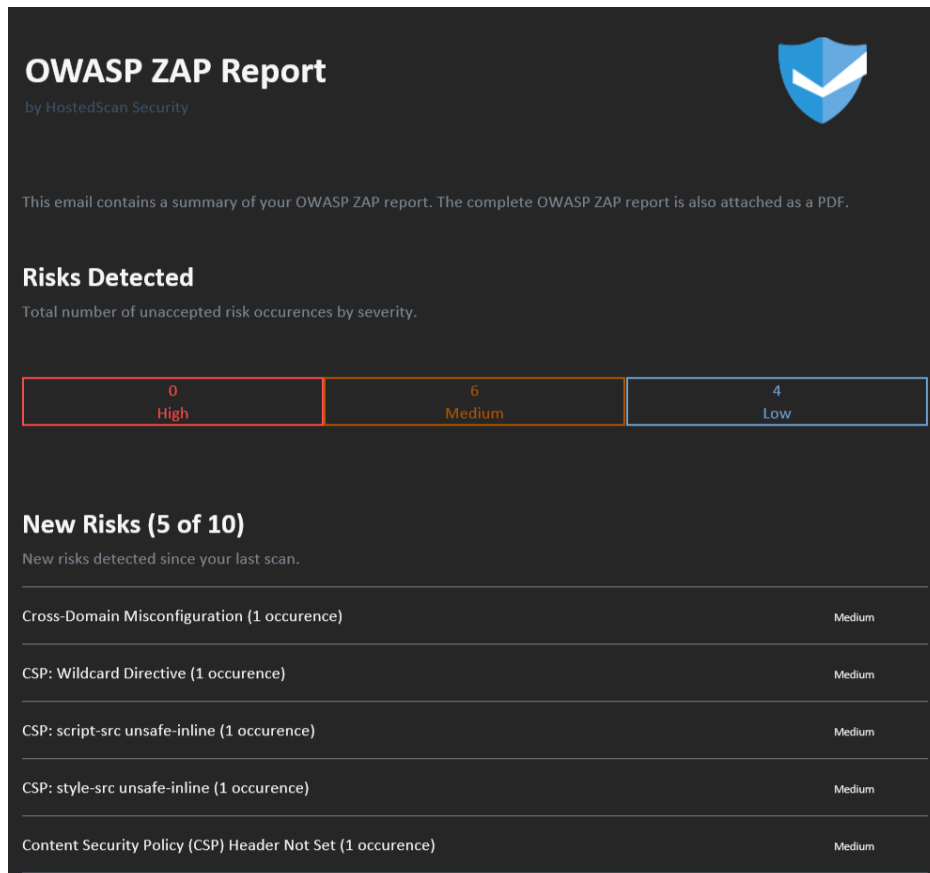 OWASP ZAP Report
by HostedScan Security
This email contains a summary of your OWASP ZAP report. The complete OWASP ZAP report is also attached as a PDF.
Risks Detected
Total number of unaccepted risk occurences by severity.
0 6 4
High Medium Low
New Risks (5 of 10)
New risks detected since your last scan.
Cross-Domain Misconfiguration (1 occurence) Medium
CSP: Wildcard Directive (1 occurence) Medium
CSP: script-src unsafe-inline (1 occurence) Medium
CSP: style-src unsafe-inline (1 occurence) Medium
Content Security Policy (CSP) Header Not Set (1 occurence) Medium